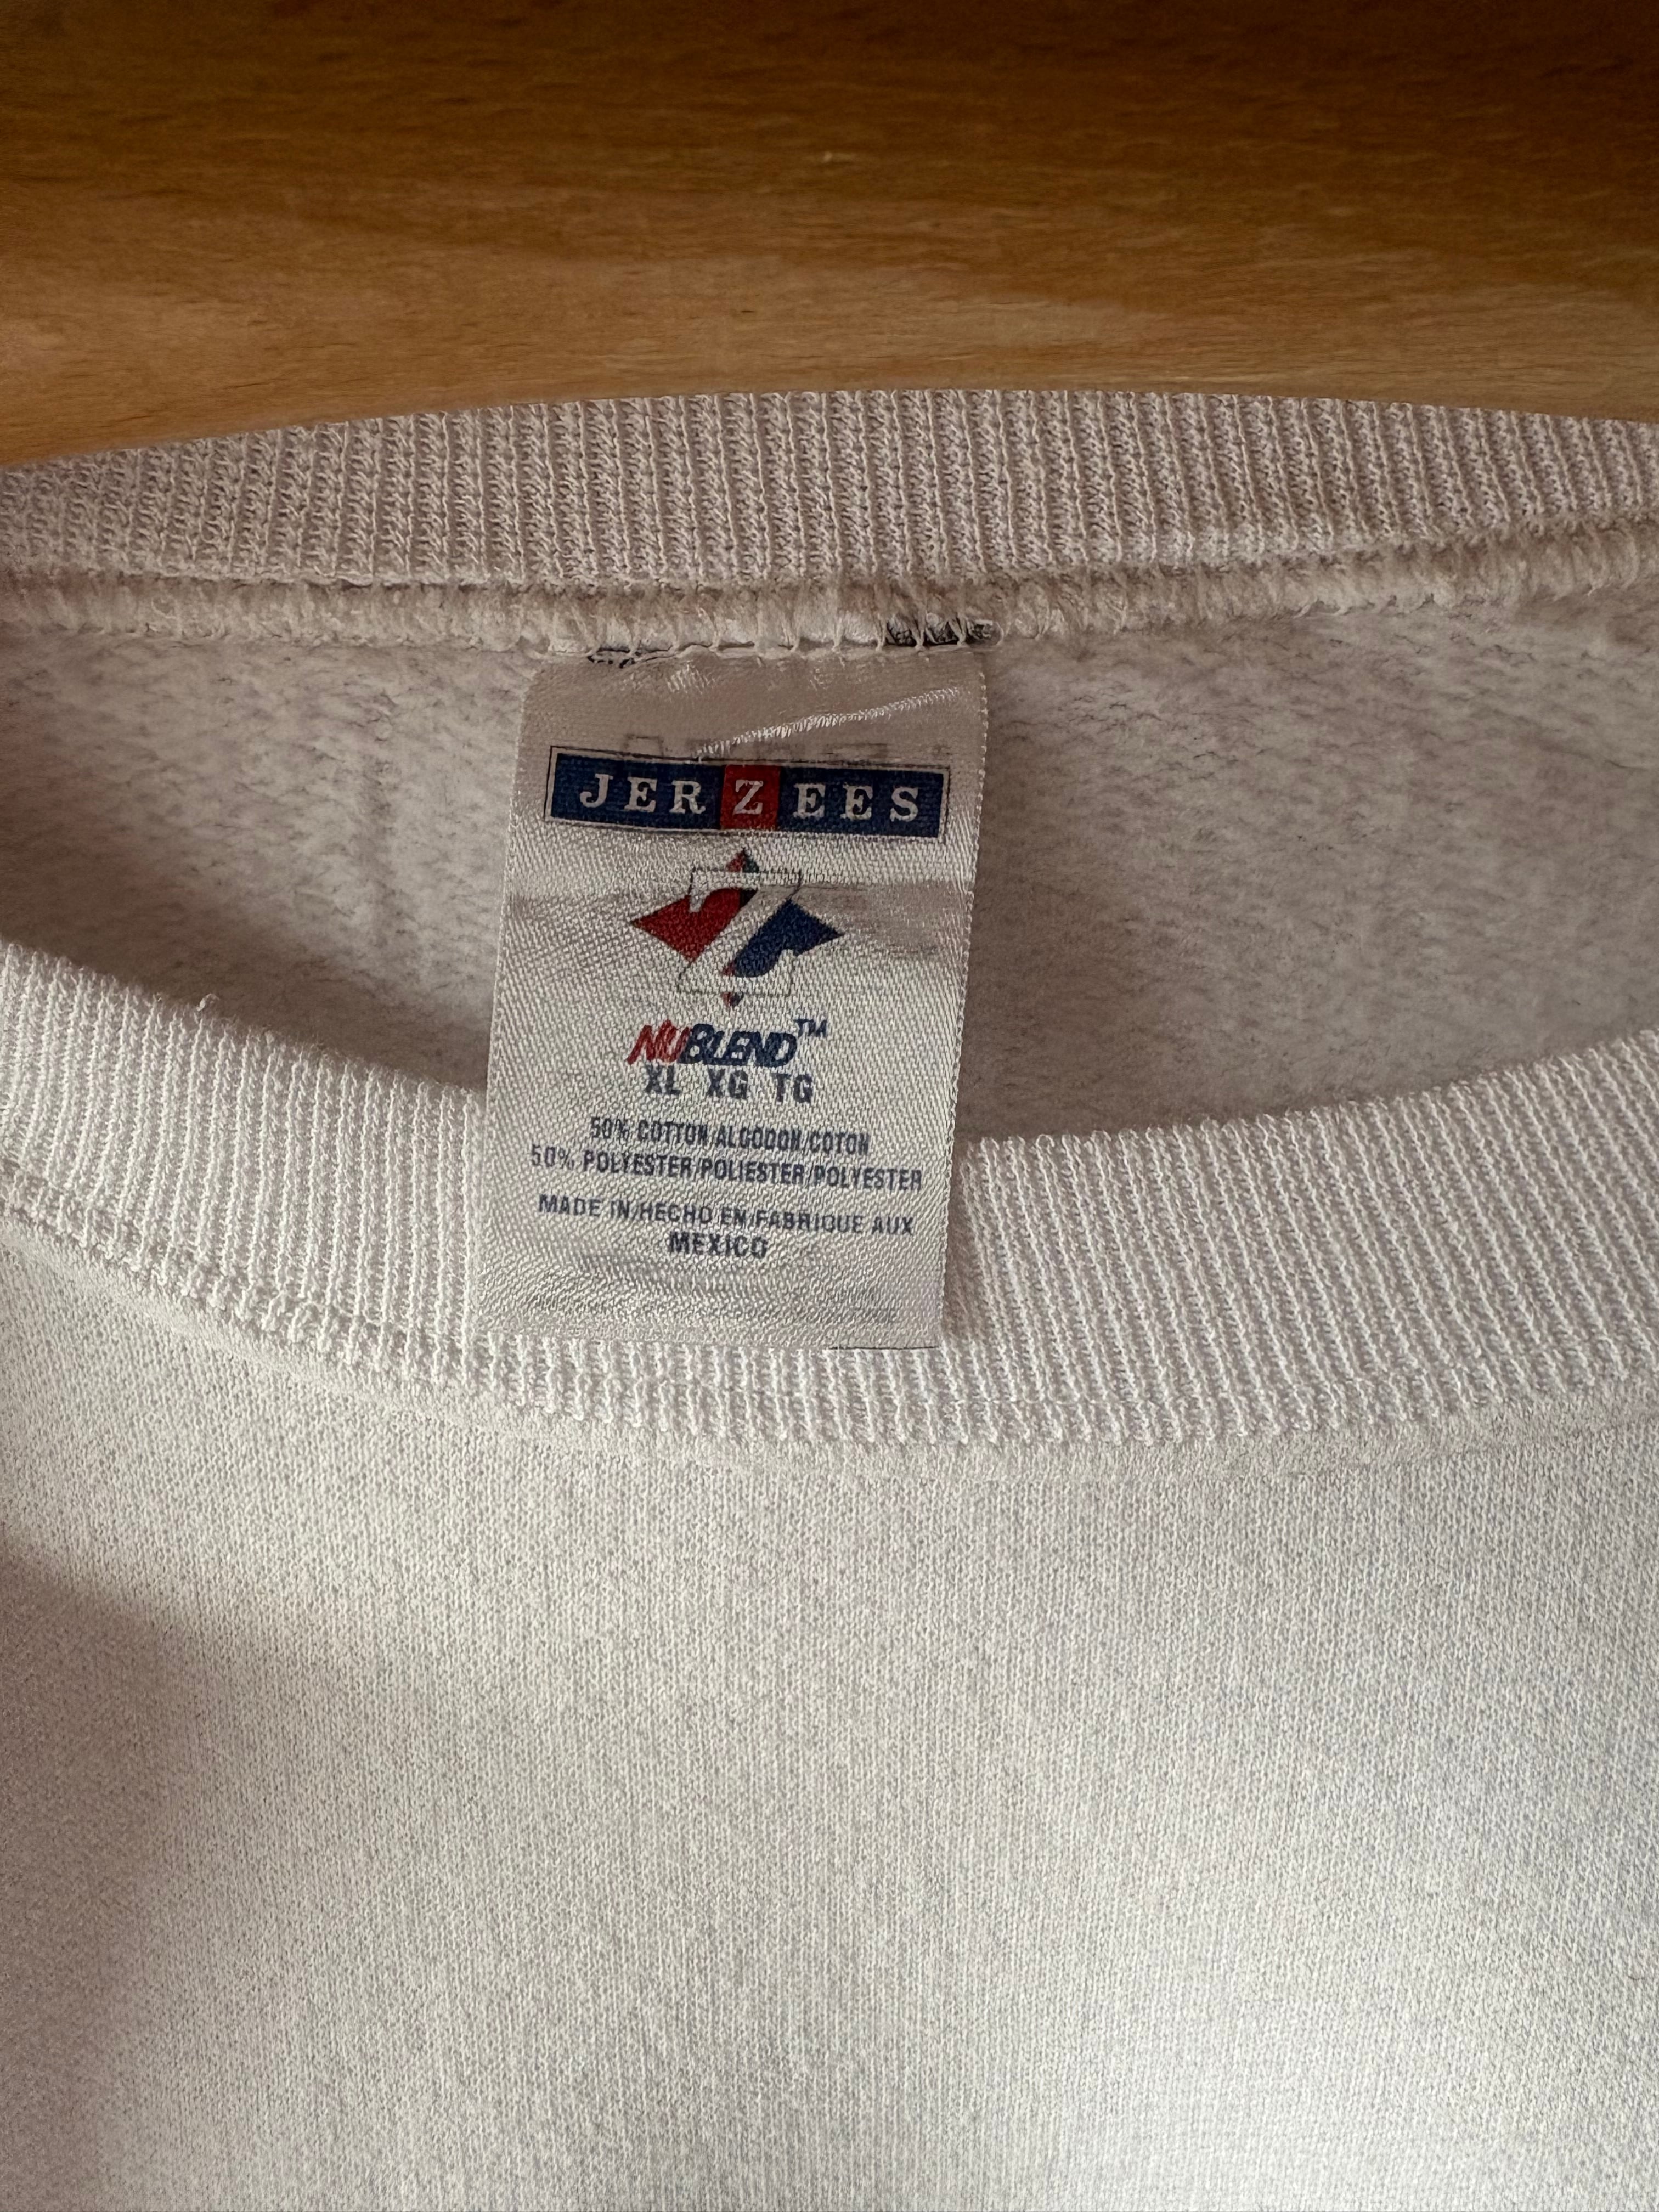 JERZEES
Z
NUBLEND™
XL XG TG
50% COTTON/ALGODON/COTON
50% POLYESTER/POLIESTER/POLYESTER
MADE IN/HECHO EN/FABRIQUE AUX
MEXICO